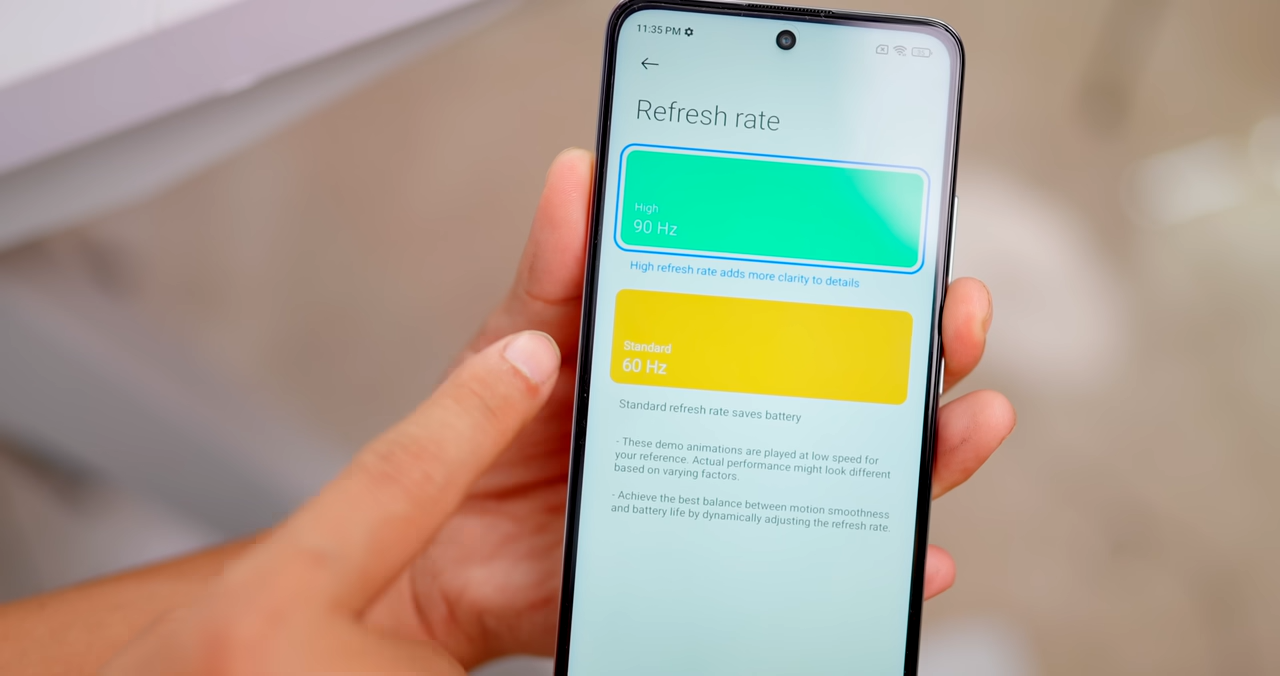 11:35 PM
Refresh rate
High
90 Hz
High refresh rate adds more clarity to details
Standard
60 Hz
Standard refresh rate saves battery
- These demo animations are played at low speed for
your reference. Actual performance might look different
based on varying factors.
- Achieve the best balance between motion smoothness
and battery life by dynamically adjusting the refresh rate.